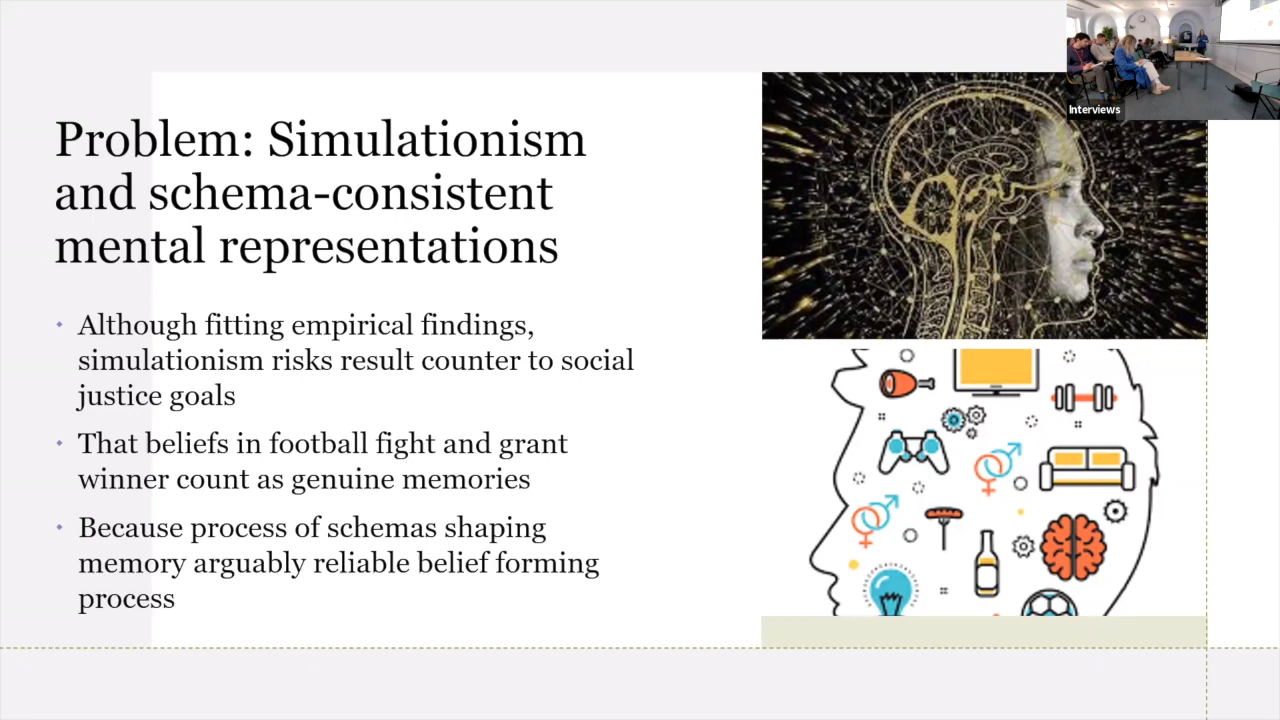 Problem: Simulationism
and schema-consistent
mental representations
Although fitting empirical findings,
simulationism risks result counter to social
justice goals
That beliefs in football fight and grant
winner count as genuine memories
Because process of schemas shaping
memory arguably reliable belief forming
process
Interviews